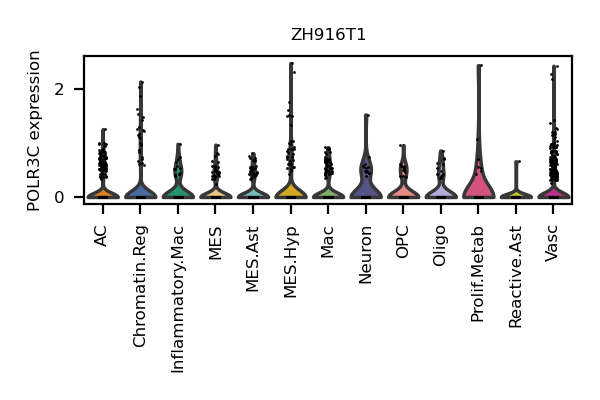 ZH916T1
POLR3C expression
2
0
AC
Chromatin.Reg
Inflammatory.Mac
MES
MES.Ast
MES.Hyp
Mac
Neuron
OPC
Oligo
Prolif.Metab
Reactive.Ast
Vasc